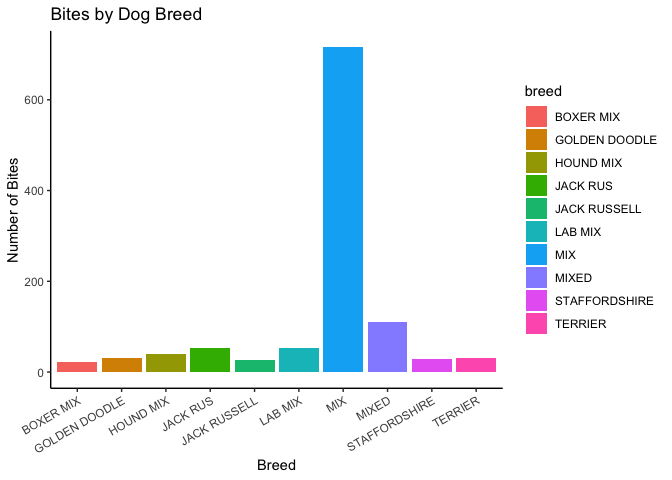 Bites by Dog Breed
Number of Bites
600
400
200
0
BOXER MIX
GOLDEN DOODLE
HOUND MIX
JACK RUS
JACK RUSSELL
LAB MIX
MIX
MIXED
STAFFORDSHIRE
TERRIER
Breed
breed
BOXER MIX
GOLDEN DOODLE
HOUND MIX
JACK RUS
JACK RUSSELL
LAB MIX
MIX
MIXED
STAFFORDSHIRE
TERRIER